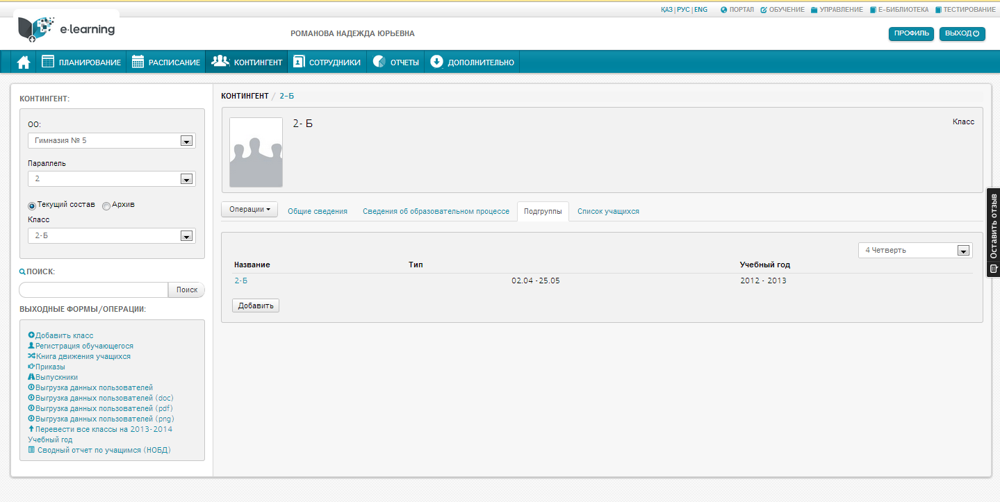 ҚАЗ | РУС | ENG ПОРТАЛ ОБУЧЕНИЕ УПРАВЛЕНИЕ Е-БИБЛИОТЕКА ТЕСТИРОВАНИЕ
e-learning
РОМАНОВА НАДЕЖДА ЮРЬЕВНА
ПРОФИЛЬ ВЫХОД
ПЛАНИРОВАНИЕ РАСПИСАНИЕ КОНТИНГЕНТ СОТРУДНИКИ ОТЧЕТЫ ДОПОЛНИТЕЛЬНО
КОНТИНГЕНТ:
ОО:
Гимназия № 5
Параллель
2
Текущий состав Архив
Класс
2-Б
ПОИСК:
Поиск
ВЫХОДНЫЕ ФОРМЫ/ОПЕРАЦИИ:
Добавить класс
Регистрация обучающегося
Книга движения учащихся
Приказы
Выпускники
Выгрузка данных пользователей
Выгрузка данных пользователей (doc)
Выгрузка данных пользователей (pdf)
Выгрузка данных пользователей (png)
Перевести все классы на 2013-2014
Учебный год
Сводный отчет по учащимся (НОБД)
КОНТИНГЕНТ / 2-Б
2- Б
Класс
Операции Общие сведения Сведения об образовательном процессе Подгруппы Список учащихся
4 Четверть
Название Тип Учебный год
2-Б 02.04 -25.05 2012 - 2013
Добавить
Оставить отзыв